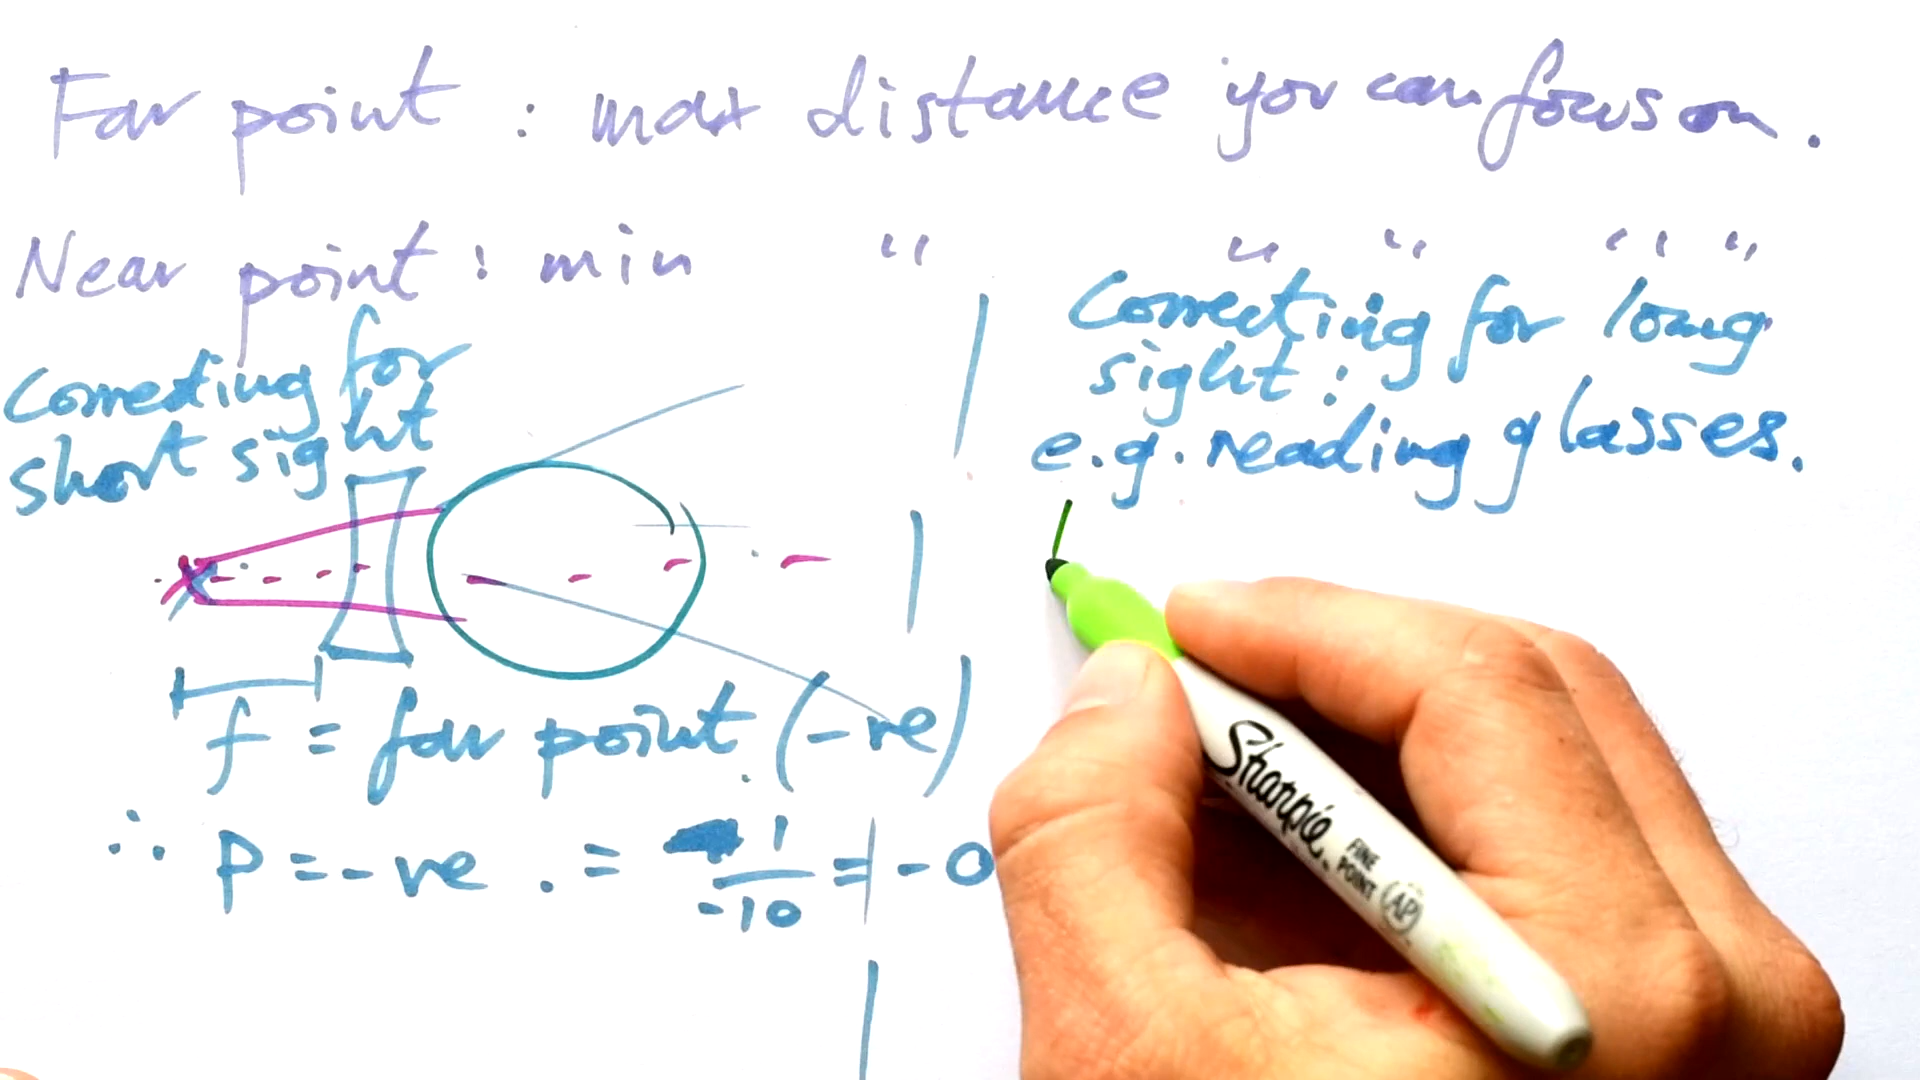 Far point : max distance you can focus on.
Near point : min " " " " "
Correcting for
short sight
f = far point (-ve)
∴ P = -ve . = 1/-10 = -0
Correcting for long
sight :
e.g. reading glasses.
Sharpie.
FINE
POINT
AP